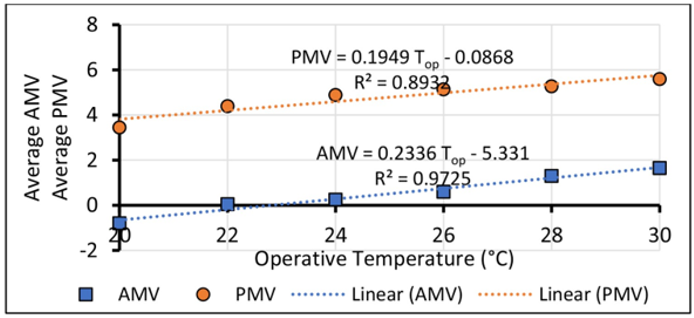 8
6
4
2
0
-2
Average AMV
Average PMV
PMV = 0.1949 Top - 0.0868
R² = 0.8932
AMV = 0.2336 Top - 5.331
R² = 0.9725
20 22 24 26 28 30
Operative Temperature (°C)
AMV PMV Linear (AMV) Linear (PMV)